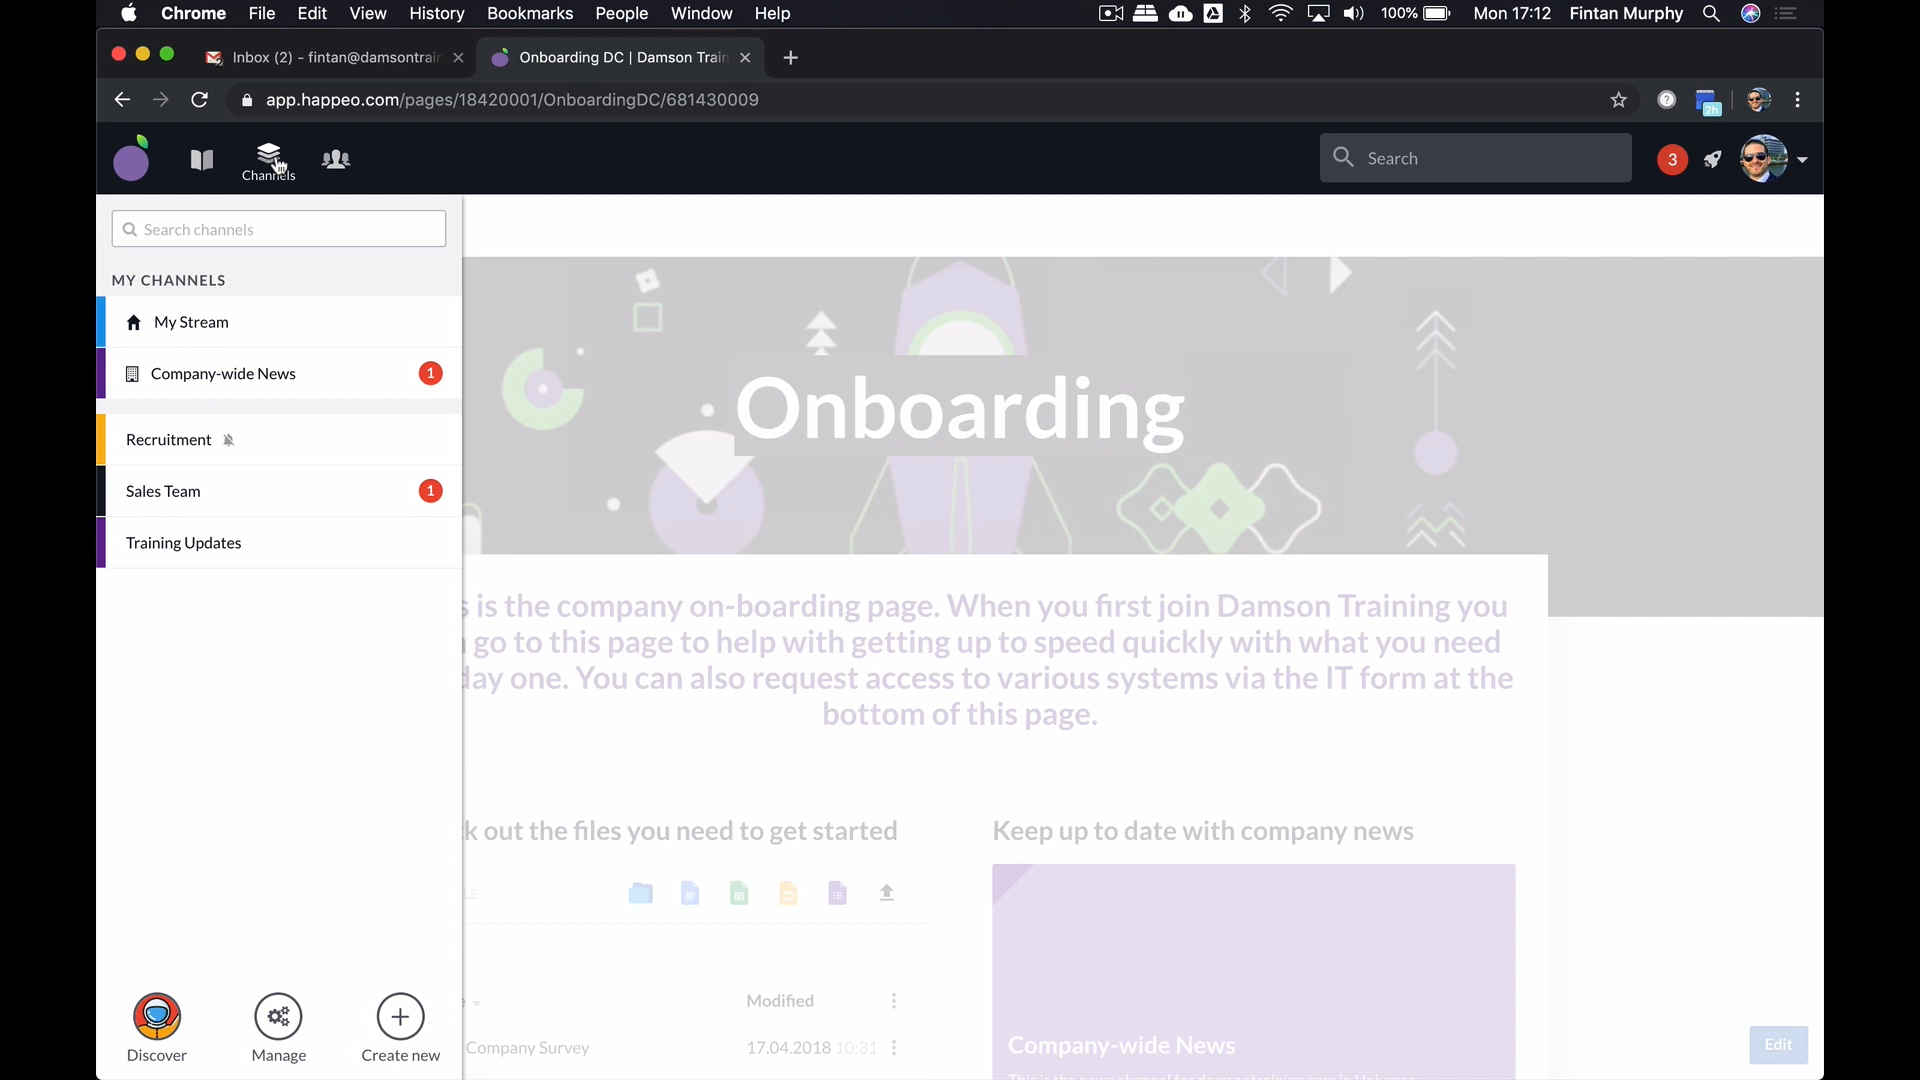 Chrome File Edit View History Bookmarks People Window Help 100% Mon 17:12 Fintan Murphy
Inbox (2) - fintan@damsontrai
Onboarding DC | Damson Train
app.happeo.com/pages/18420001/OnboardingDC/681430009
2h
Channels
Search
3
Search channels
MY CHANNELS
My Stream
Company-wide News 1
Recruitment
Sales Team 1
Training Updates
Discover
Manage
Create new
Onboarding
s is the company on-boarding page. When you first join Damson Training you
go to this page to help with getting up to speed quickly with what you need
day one. You can also request access to various systems via the IT form at the
bottom of this page.
k out the files you need to get started
Keep up to date with company news
LE
e Modified
Company Survey 17.04.2018 10:31
Company-wide News
Edit